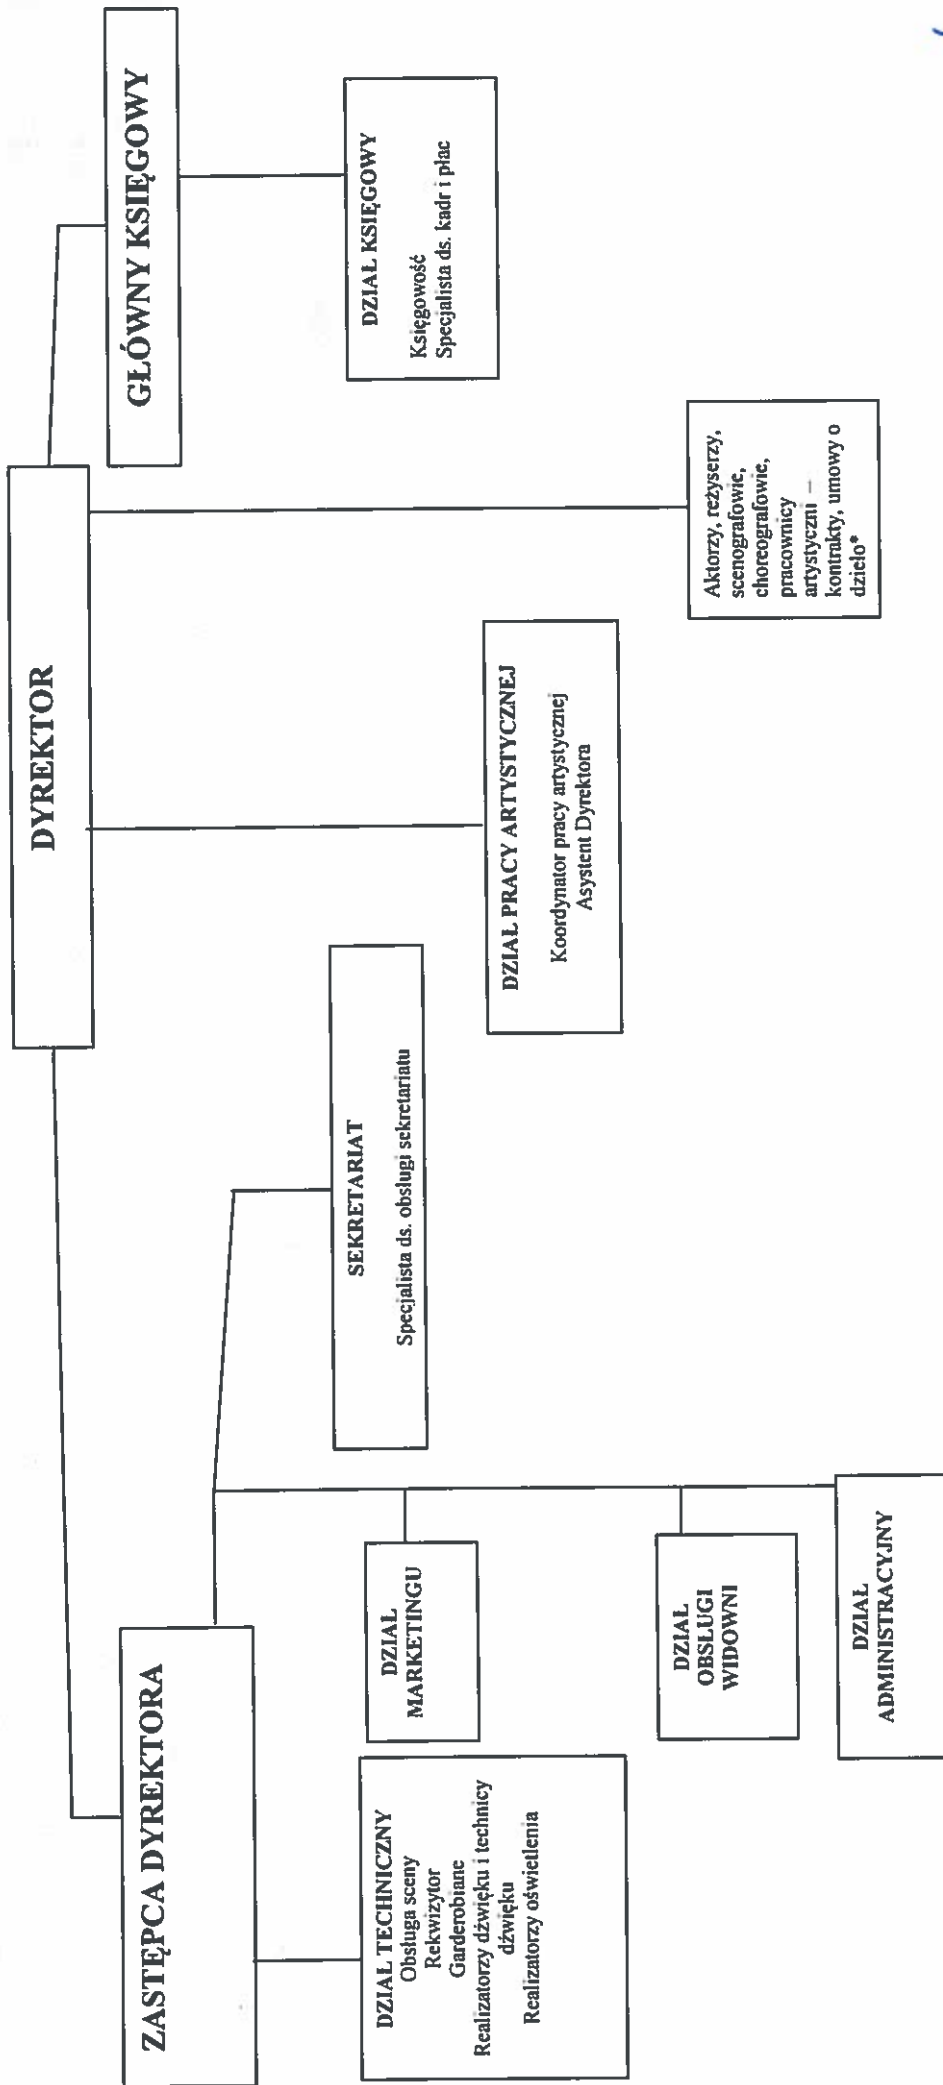 DYREKTOR
ZASTĘPCA DYREKTORA
GŁÓWNY KSIĘGOWY
SEKRETARIAT
Specjalista ds. obsługi sekretariatu
DZIAŁ KSIĘGOWY
Księgowość
Specjalista ds. kadr i płac
DZIAŁ TECHNICZNY
Obsługa sceny
Rekwizytor
Garderobiane
Realizatorzy dźwięku i technicy
dźwięku
Realizatorzy oświetlenia
DZIAŁ
MARKETINGU
DZIAŁ PRACY ARTYSTYCZNEJ
Koordynator pracy artystycznej
Asystent Dyrektora
DZIAŁ
OBSŁUGI
WIDOWNI
Aktorzy, reżyserzy,
scenografowie,
choreografowie,
pracownicy
artystyczni –
kontrakty, umowy o
dzieło*
DZIAŁ
ADMINISTRACYJNY